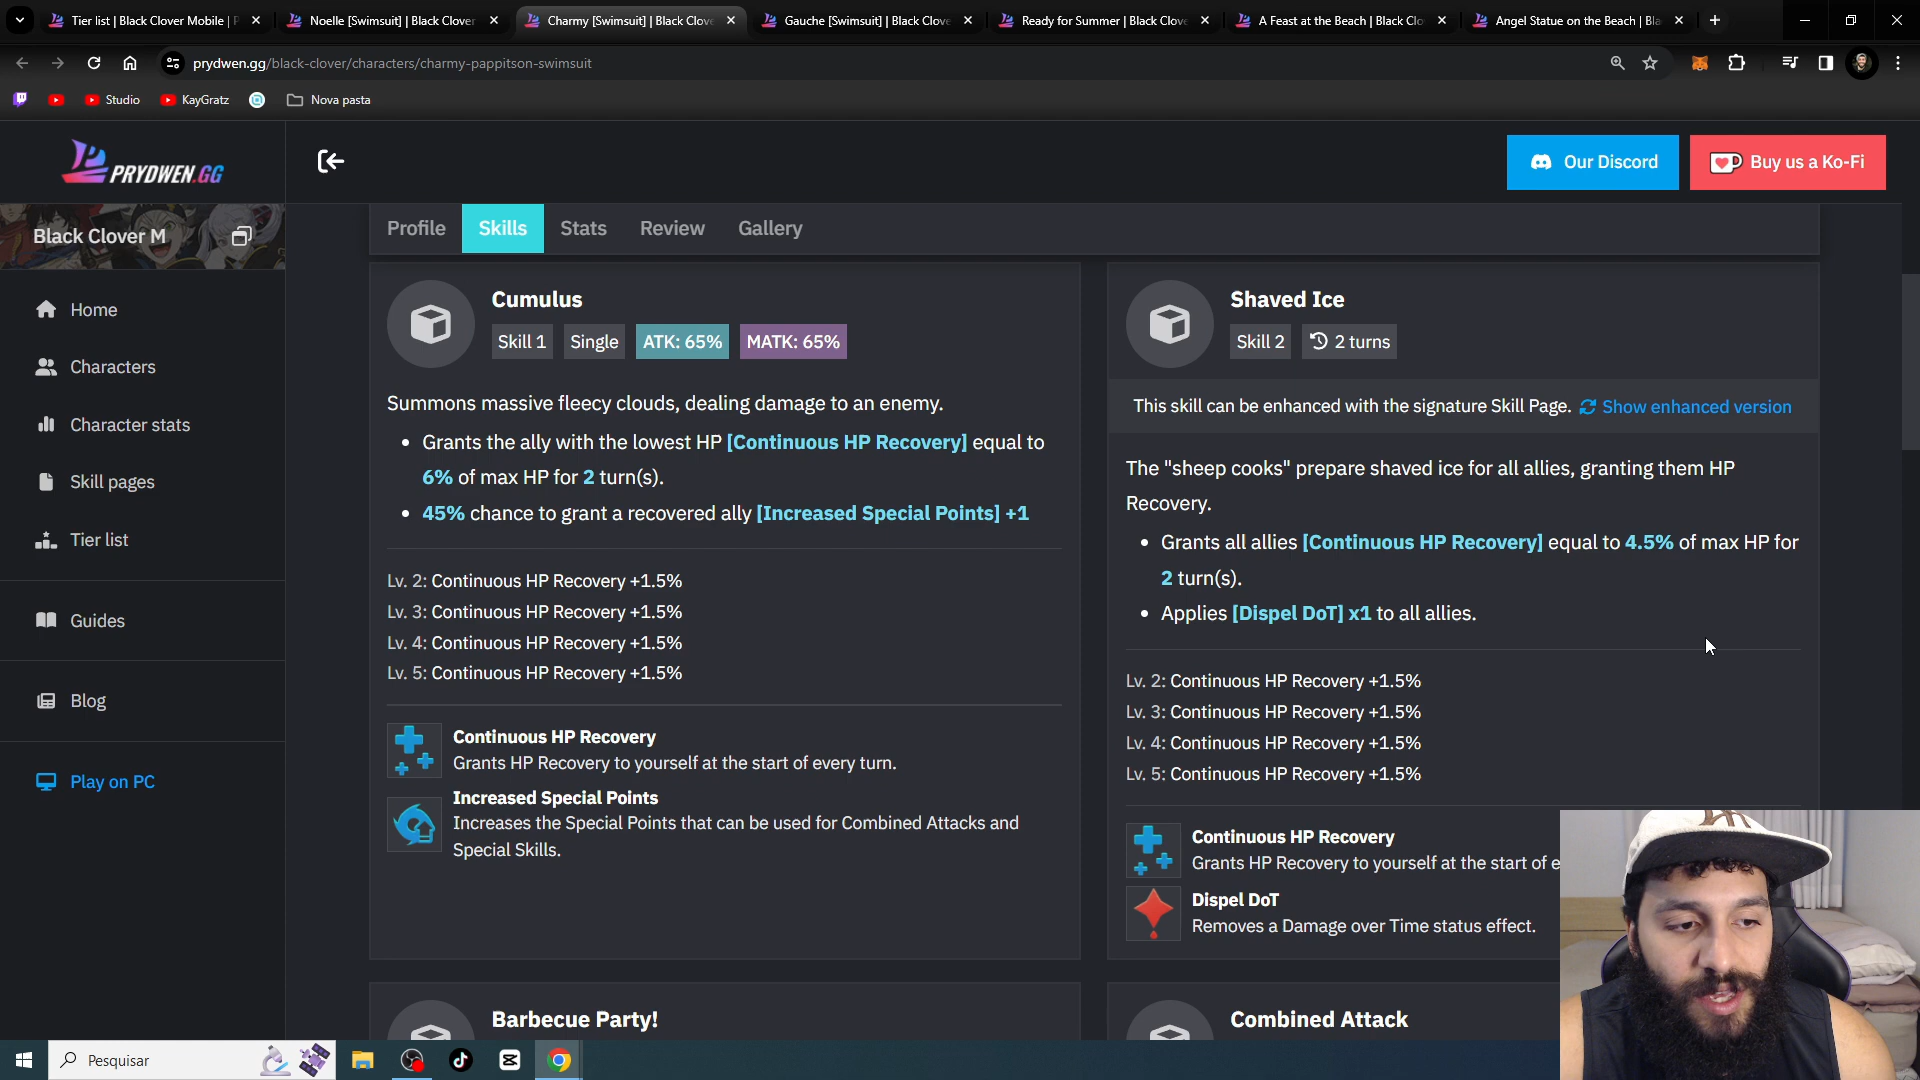 Tier list | Black Clover Mobile | P
Noelle [Swimsuit] | Black Clover
Charmy [Swimsuit] | Black Clove
Gauche [Swimsuit] | Black Clove
Ready for Summer | Black Clove
A Feast at the Beach | Black Clo
Angel Statue on the Beach | Bla
prydwen.gg/black-clover/characters/charmy-pappitson-swimsuit
Studio
KayGratz
Nova pasta
PRYDWEN.GG
Our Discord
Buy us a Ko-Fi
Black Clover M
Profile
Skills
Stats
Review
Gallery
Home
Characters
Character stats
Skill pages
Tier list
Guides
Blog
Play on PC
Cumulus
Skill 1
Single
ATK: 65%
MATK: 65%
Summons massive fleecy clouds, dealing damage to an enemy.
• Grants the ally with the lowest HP [Continuous HP Recovery] equal to
6% of max HP for 2 turn(s).
• 45% chance to grant a recovered ally [Increased Special Points] +1
Lv. 2: Continuous HP Recovery +1.5%
Lv. 3: Continuous HP Recovery +1.5%
Lv. 4: Continuous HP Recovery +1.5%
Lv. 5: Continuous HP Recovery +1.5%
Continuous HP Recovery
Grants HP Recovery to yourself at the start of every turn.
Increased Special Points
Increases the Special Points that can be used for Combined Attacks and
Special Skills.
Shaved Ice
Skill 2
2 turns
This skill can be enhanced with the signature Skill Page. Show enhanced version
The "sheep cooks" prepare shaved ice for all allies, granting them HP
Recovery.
• Grants all allies [Continuous HP Recovery] equal to 4.5% of max HP for
2 turn(s).
• Applies [Dispel DoT] x1 to all allies.
Lv. 2: Continuous HP Recovery +1.5%
Lv. 3: Continuous HP Recovery +1.5%
Lv. 4: Continuous HP Recovery +1.5%
Lv. 5: Continuous HP Recovery +1.5%
Continuous HP Recovery
Grants HP Recovery to yourself at the start of e
Dispel DoT
Removes a Damage over Time status effect.
Barbecue Party!
Combined Attack
Pesquisar